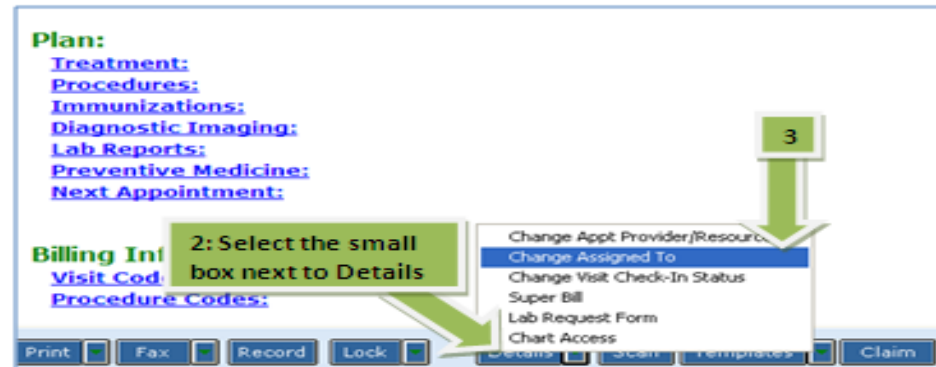 Plan:
Treatment:
Procedures:
Immunizations:
Diagnostic Imaging:
Lab Reports:
Preventive Medicine:
Next Appointment:
3
2: Select the small
box next to Details
Change Appt Provider/Resource
Change Assigned To
Change Visit Check-In Status
Super Bill
Lab Request Form
Chart Access
Billing Inf
Visit Cod
Procedure Codes:
Print Fax Record Lock Details Scan Templates Claim